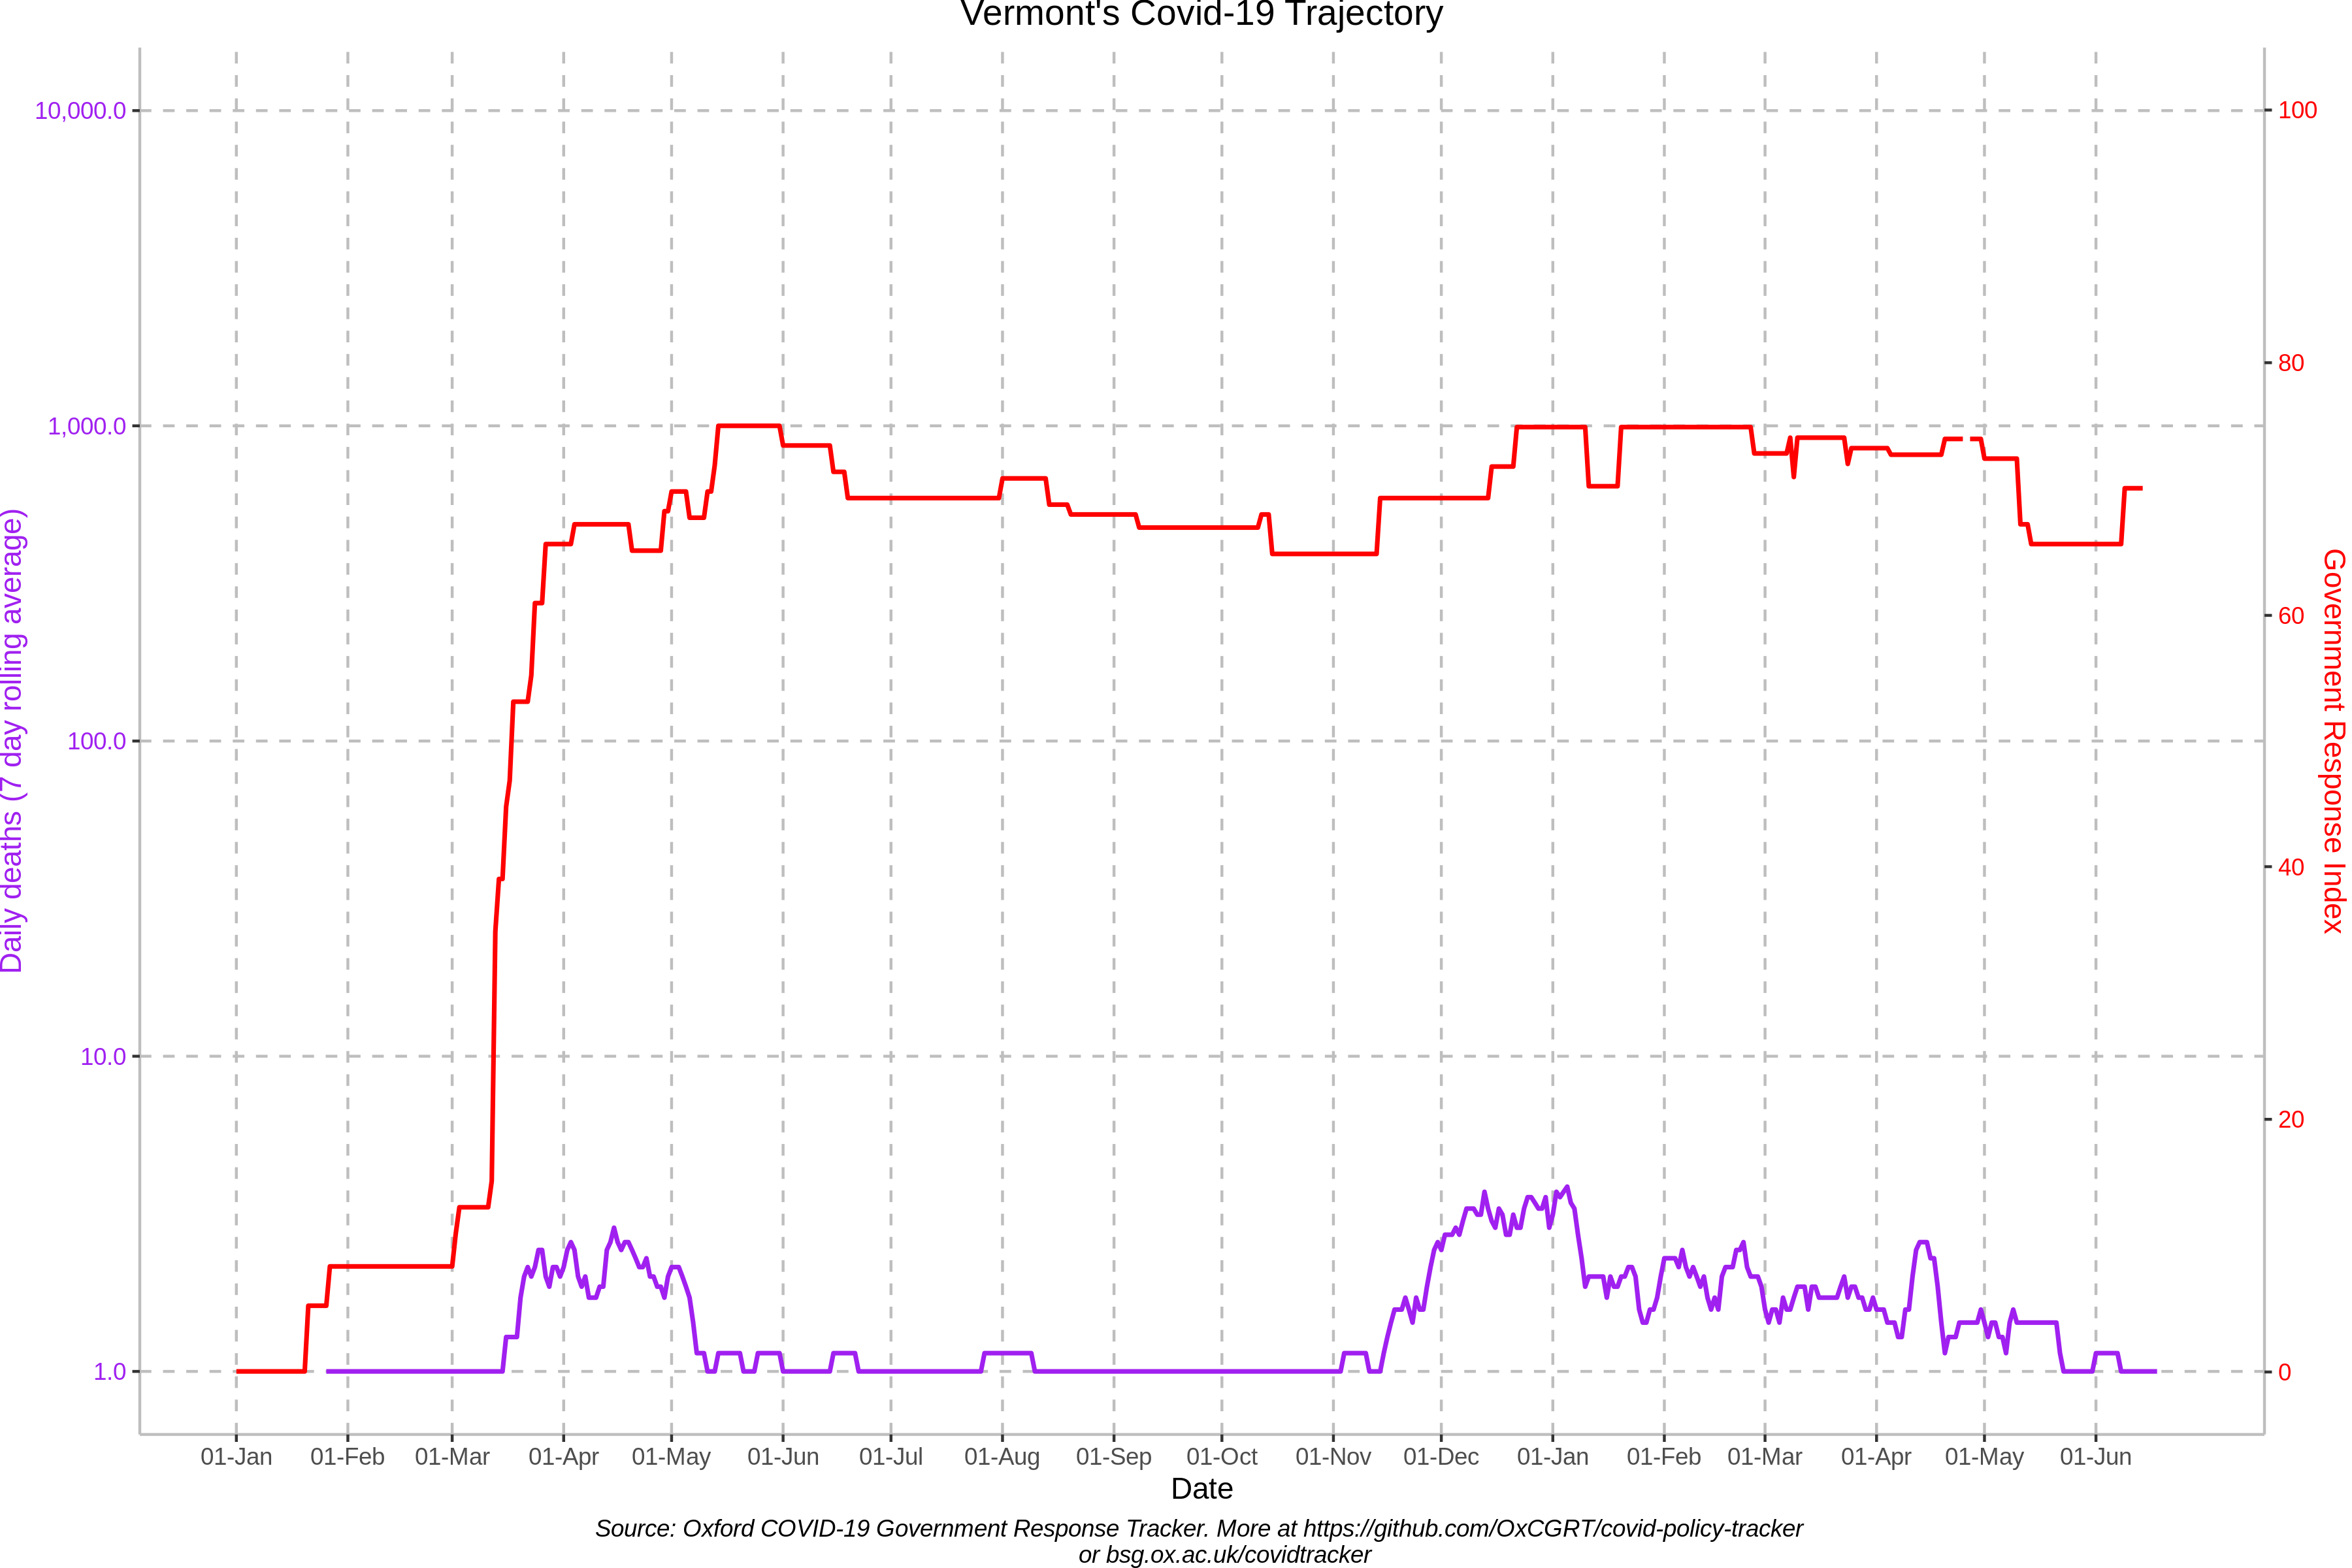 Vermont's Covid-19 Trajectory
10,000.0
1,000.0
100.0
10.0
1.0
Daily deaths (7 day rolling average)
100
80
60
40
20
0
Government Response Index
01-Jan 01-Feb 01-Mar 01-Apr 01-May 01-Jun 01-Jul 01-Aug 01-Sep 01-Oct 01-Nov 01-Dec 01-Jan 01-Feb 01-Mar 01-Apr 01-May 01-Jun
Date
Source: Oxford COVID-19 Government Response Tracker. More at https://github.com/OxCGRT/covid-policy-tracker
or bsg.ox.ac.uk/covidtracker